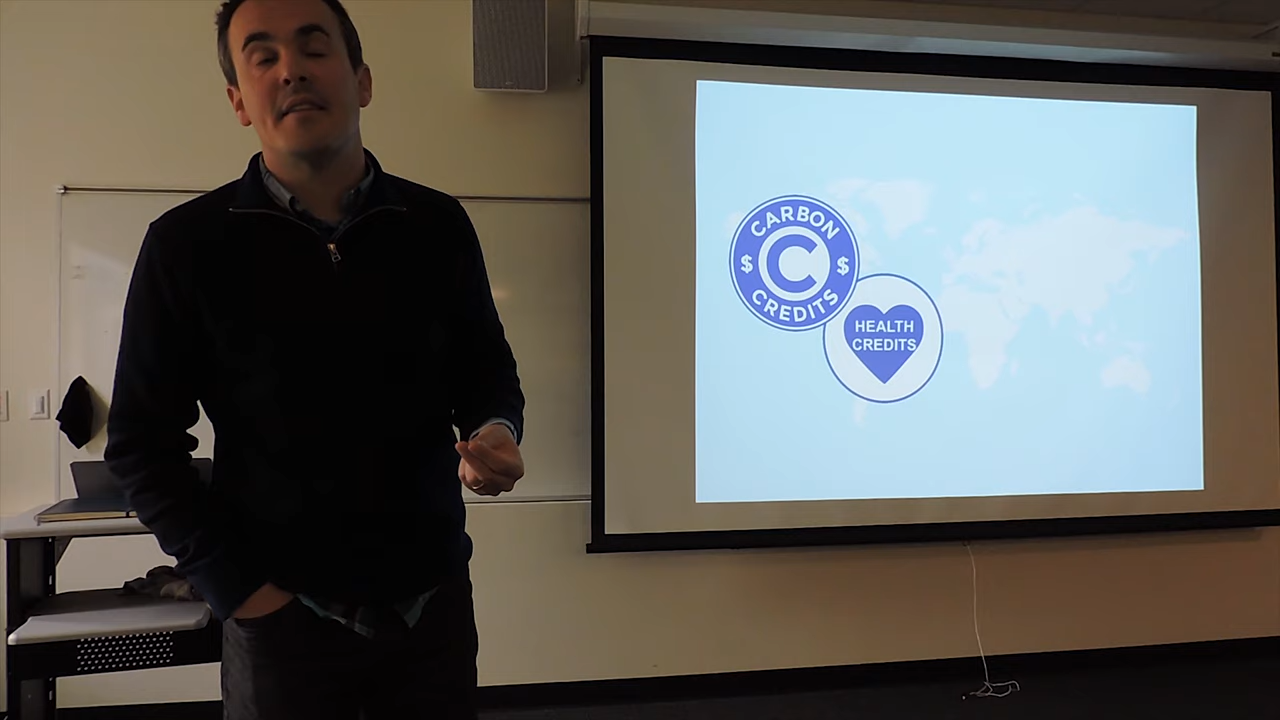 CARBON
$ C $
CREDITS
HEALTH
CREDITS